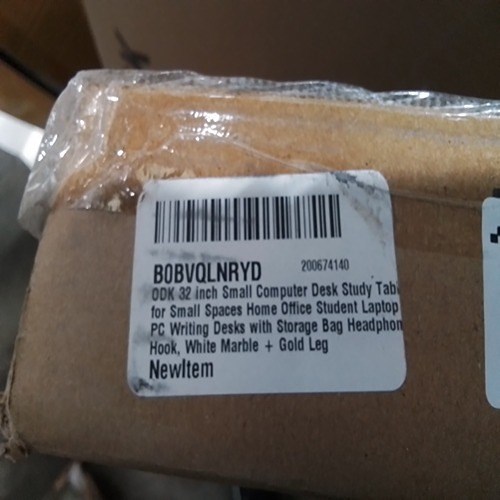 B0BVQLNRYD 200674140
ODK 32 inch Small Computer Desk Study Tabl
for Small Spaces Home Office Student Laptop
PC Writing Desks with Storage Bag Headphon
Hook, White Marble + Gold Leg
NewItem